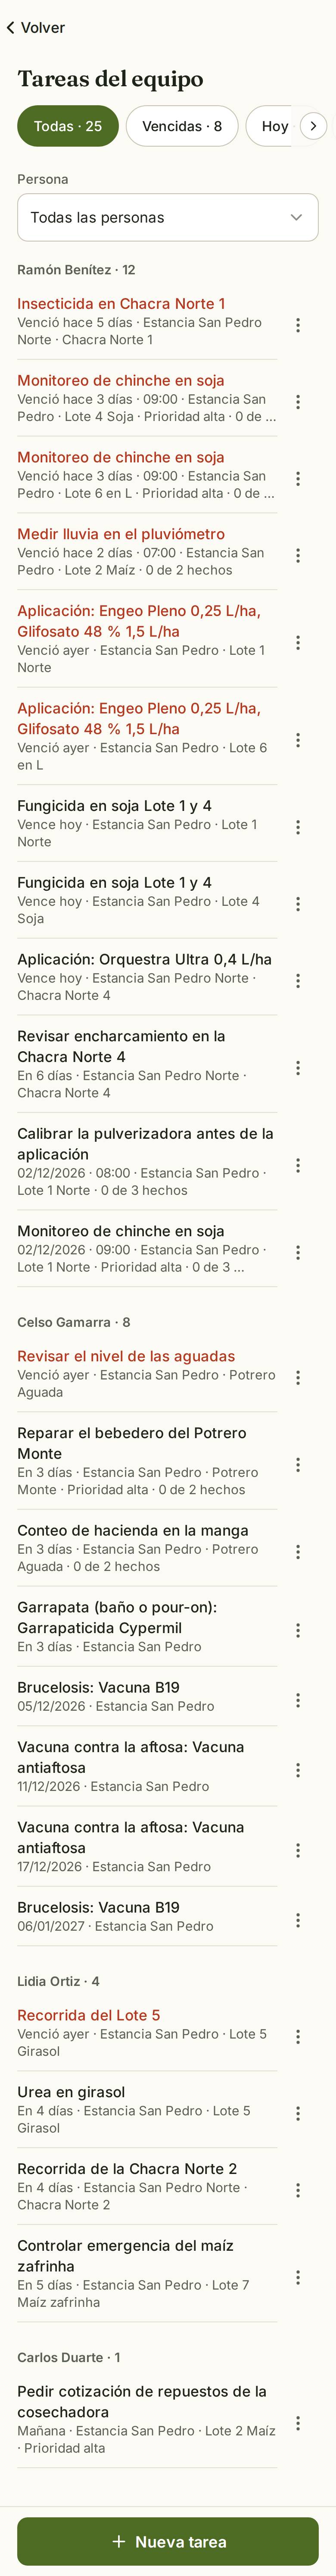 Volver
Tareas del equipo
Todas · 25
Vencidas · 8
Hoy
Persona
Todas las personas
Ramón Benítez · 12
Insecticida en Chacra Norte 1
Venció hace 5 días · Estancia San Pedro
Norte · Chacra Norte 1
Monitoreo de chinche en soja
Venció hace 3 días · 09:00 · Estancia San
Pedro · Lote 4 Soja · Prioridad alta · 0 de ...
Monitoreo de chinche en soja
Venció hace 3 días · 09:00 · Estancia San
Pedro · Lote 6 en L · Prioridad alta · 0 de ...
Medir lluvia en el pluviómetro
Venció hace 2 días · 07:00 · Estancia San
Pedro · Lote 2 Maíz · 0 de 2 hechos
Aplicación: Engeo Pleno 0,25 L/ha,
Glifosato 48 % 1,5 L/ha
Venció ayer · Estancia San Pedro · Lote 1
Norte
Aplicación: Engeo Pleno 0,25 L/ha,
Glifosato 48 % 1,5 L/ha
Venció ayer · Estancia San Pedro · Lote 6
en L
Fungicida en soja Lote 1 y 4
Vence hoy · Estancia San Pedro · Lote 1
Norte
Fungicida en soja Lote 1 y 4
Vence hoy · Estancia San Pedro · Lote 4
Soja
Aplicación: Orquestra Ultra 0,4 L/ha
Vence hoy · Estancia San Pedro Norte ·
Chacra Norte 4
Revisar encharcamiento en la
Chacra Norte 4
En 6 días · Estancia San Pedro Norte ·
Chacra Norte 4
Calibrar la pulverizadora antes de la
aplicación
02/12/2026 · 08:00 · Estancia San Pedro ·
Lote 1 Norte · 0 de 3 hechos
Monitoreo de chinche en soja
02/12/2026 · 09:00 · Estancia San Pedro ·
Lote 1 Norte · Prioridad alta · 0 de 3 ...
Celso Gamarra · 8
Revisar el nivel de las aguadas
Venció ayer · Estancia San Pedro · Potrero
Aguada
Reparar el bebedero del Potrero
Monte
En 3 días · Estancia San Pedro · Potrero
Monte · Prioridad alta · 0 de 2 hechos
Conteo de hacienda en la manga
En 3 días · Estancia San Pedro · Potrero
Aguada · 0 de 2 hechos
Garrapata (baño o pour-on):
Garrapaticida Cypermil
En 3 días · Estancia San Pedro
Brucelosis: Vacuna B19
05/12/2026 · Estancia San Pedro
Vacuna contra la aftosa: Vacuna
antiaftosa
11/12/2026 · Estancia San Pedro
Vacuna contra la aftosa: Vacuna
antiaftosa
17/12/2026 · Estancia San Pedro
Brucelosis: Vacuna B19
06/01/2027 · Estancia San Pedro
Lidia Ortiz · 4
Recorrida del Lote 5
Venció ayer · Estancia San Pedro · Lote 5
Girasol
Urea en girasol
En 4 días · Estancia San Pedro · Lote 5
Girasol
Recorrida de la Chacra Norte 2
En 4 días · Estancia San Pedro Norte ·
Chacra Norte 2
Controlar emergencia del maíz
zafrinha
En 5 días · Estancia San Pedro · Lote 7
Maíz zafrinha
Carlos Duarte · 1
Pedir cotización de repuestos de la
cosechadora
Mañana · Estancia San Pedro · Lote 2 Maíz
· Prioridad alta
Nueva tarea